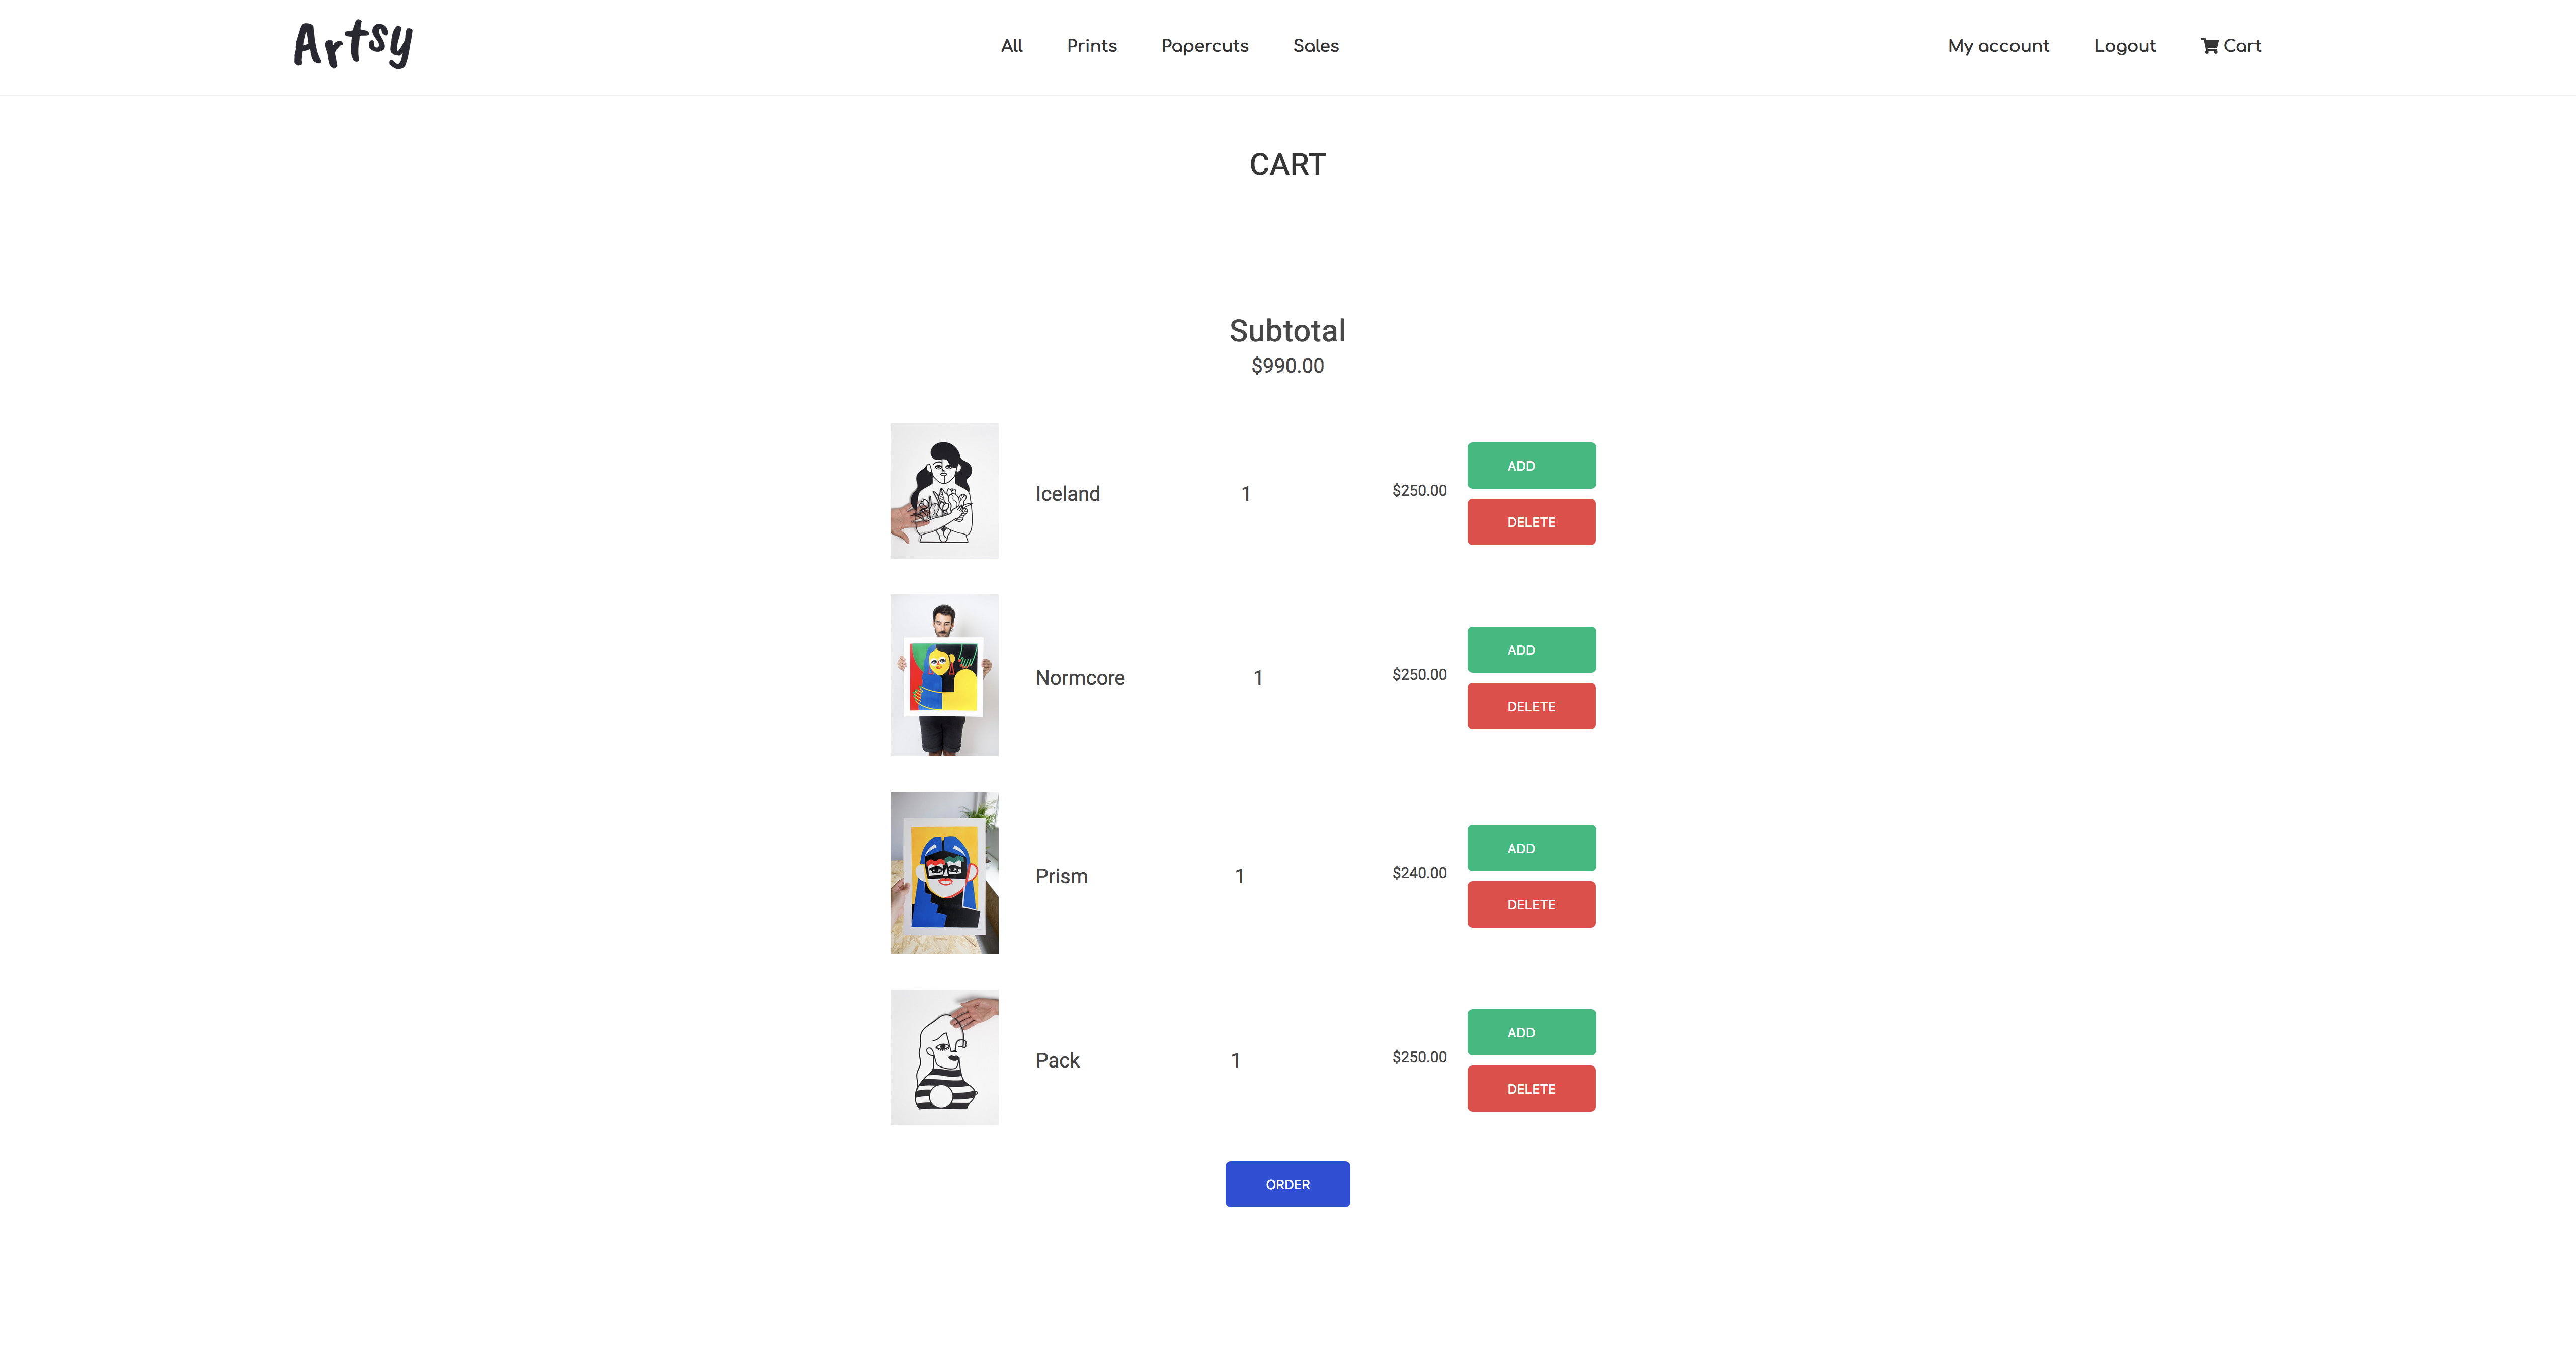 Artsy
All Prints Papercuts Sales
My account Logout Cart
CART
Subtotal
$990.00
Iceland 1 $250.00
ADD
DELETE
Normcore 1 $250.00
ADD
DELETE
Prism 1 $240.00
ADD
DELETE
Pack 1 $250.00
ADD
DELETE
ORDER